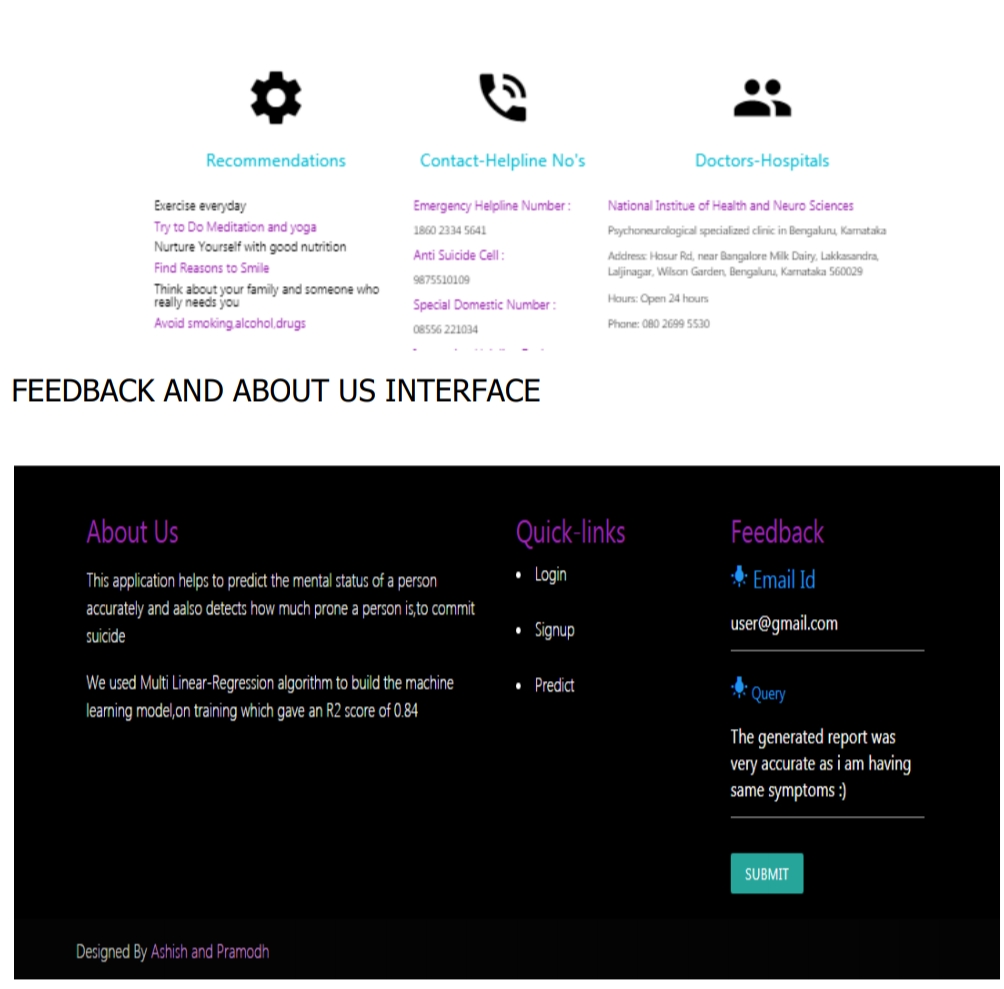 Recommendations
Exercise everyday
Try to Do Meditation and yoga
Nurture Yourself with good nutrition
Find Reasons to Smile
Think about your family and someone who
really needs you
Avoid smoking,alcohol,drugs
Contact-Helpline No's
Emergency Helpline Number :
1860 2334 5641
Anti Suicide Cell :
9875510109
Special Domestic Number :
08556 221034
Doctors-Hospitals
National Institue of Health and Neuro Sciences
Psychoneurological specialized clinic in Bengaluru, Karnataka
Address: Hosur Rd, near Bangalore Milk Dairy, Lakkasandra,
Laljinagar, Wilson Garden, Bengaluru, Karnataka 560029
Hours: Open 24 hours
Phone: 080 2699 5530
FEEDBACK AND ABOUT US INTERFACE
About Us
This application helps to predict the mental status of a person
accurately and aalso detects how much prone a person is,to commit
suicide
We used Multi Linear-Regression algorithm to build the machine
learning model,on training which gave an R2 score of 0.84
Quick-links
• Login
• Signup
• Predict
Feedback
Email Id
user@gmail.com
Query
The generated report was
very accurate as i am having
same symptoms :)
SUBMIT
Designed By Ashish and Pramodh